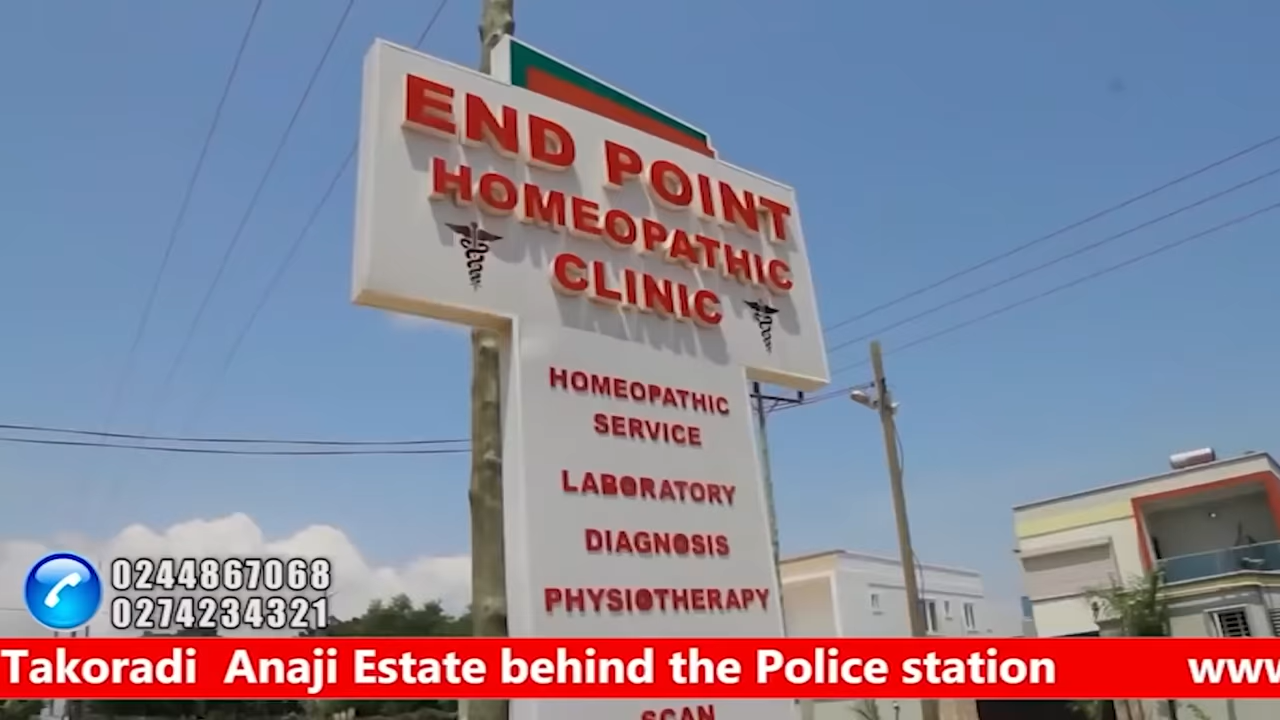 END POINT
HOMEOPATHIC
CLINIC
HOMEOPATHIC
SERVICE
LABORATORY
DIAGNOSIS
PHYSIOTHERAPY
SCAN
0244867068
0274234321
Takoradi Anaji Estate behind the Police station
www